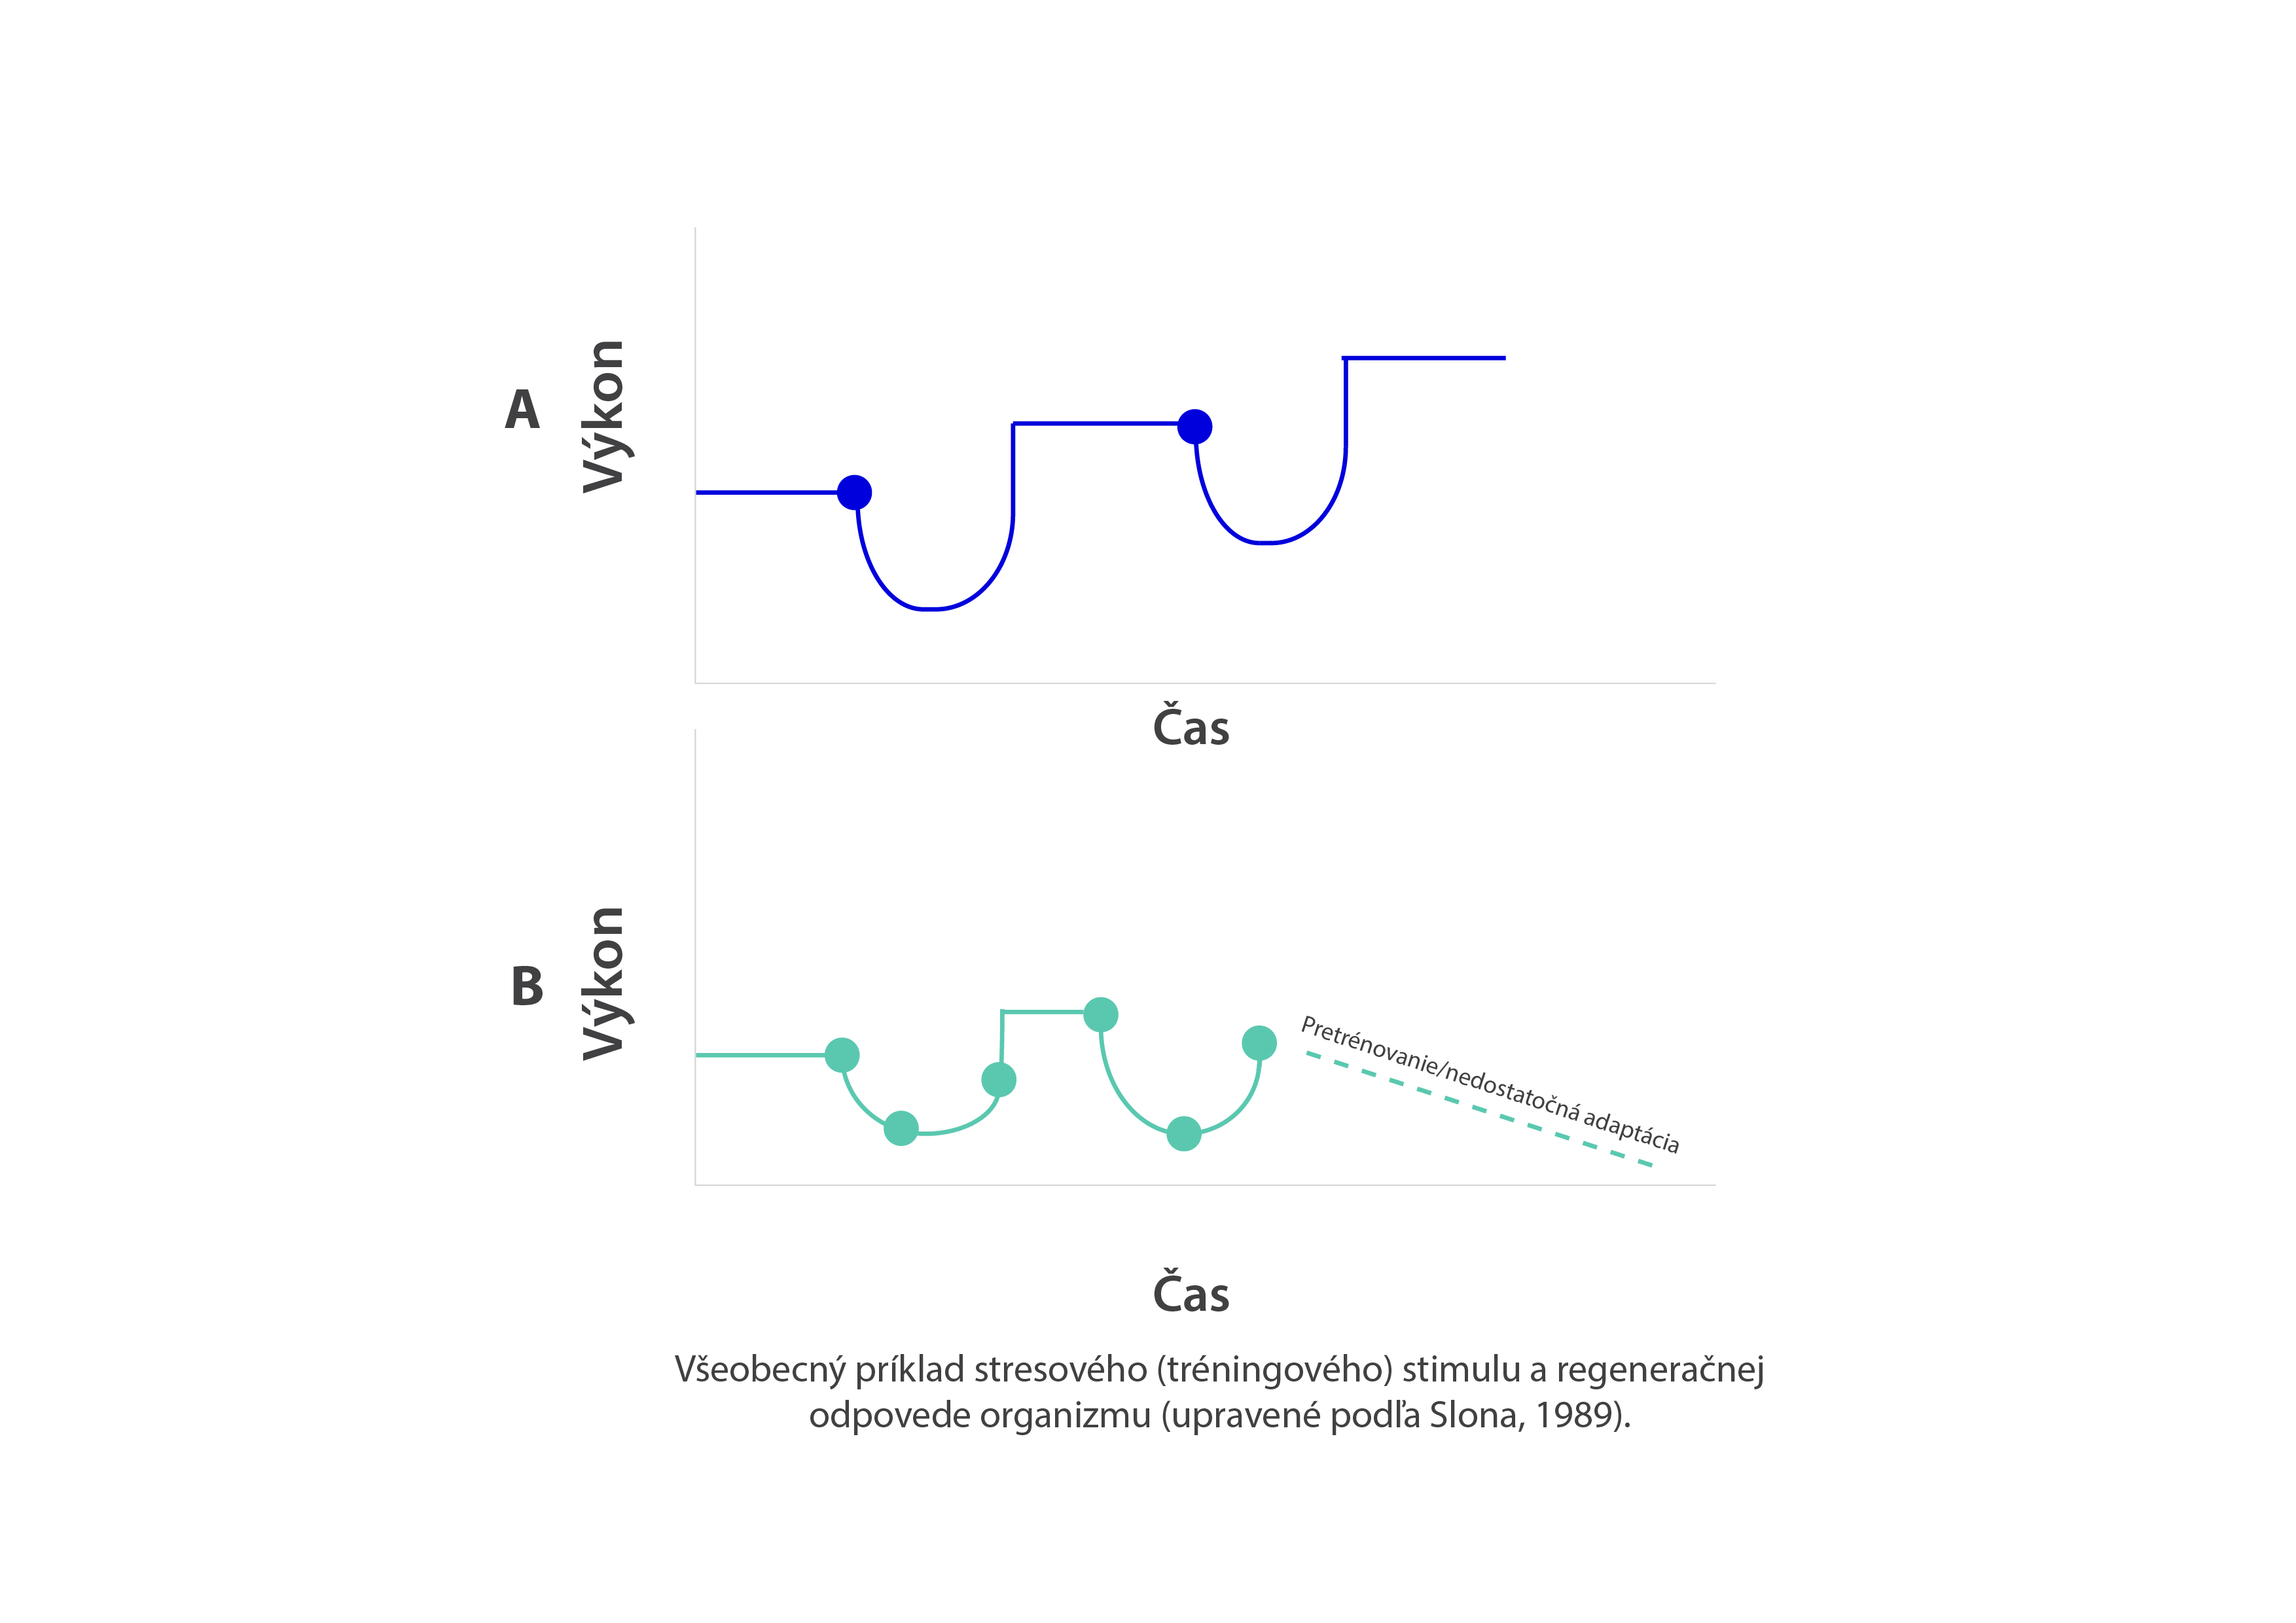 A
Výkon
Čas
B
Výkon
Pretrénovanie/nedostatočná adaptácia
Čas
Všeobecný príklad stresového (tréningového) stimulu a regeneračnej
odpovede organizmu (upravené podľa Slona, 1989).